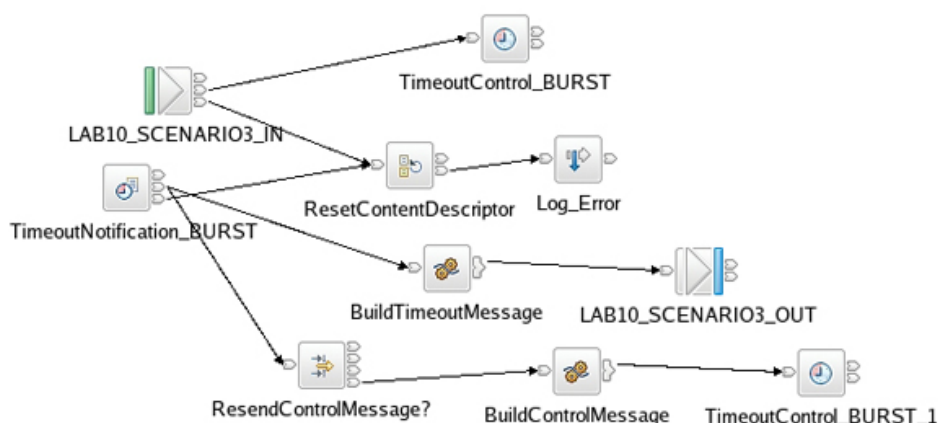 TimeoutControl_BURST
LAB10_SCENARIO3_IN
ResetContentDescriptor
Log_Error
TimeoutNotification_BURST
BuildTimeoutMessage
LAB10_SCENARIO3_OUT
ResendControlMessage?
BuildControlMessage
TimeoutControl_BURST_1